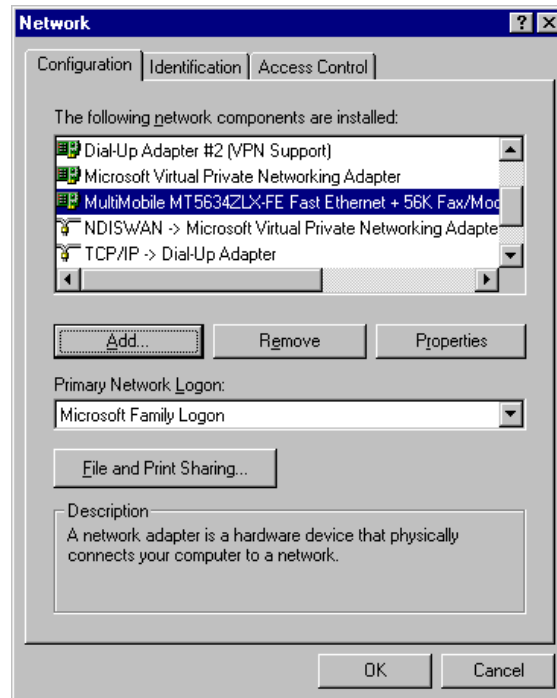 Network
Configuration Identification Access Control
The following network components are installed:
Dial-Up Adapter #2 (VPN Support)
Microsoft Virtual Private Networking Adapter
MultiMobile MT5634ZLX-FE Fast Ethernet + 56K Fax/Mod
NDISWAN -> Microsoft Virtual Private Networking Adapte
TCP/IP -> Dial-Up Adapter
Add... Remove Properties
Primary Network Logon:
Microsoft Family Logon
File and Print Sharing...
Description
A network adapter is a hardware device that physically
connects your computer to a network.
OK Cancel